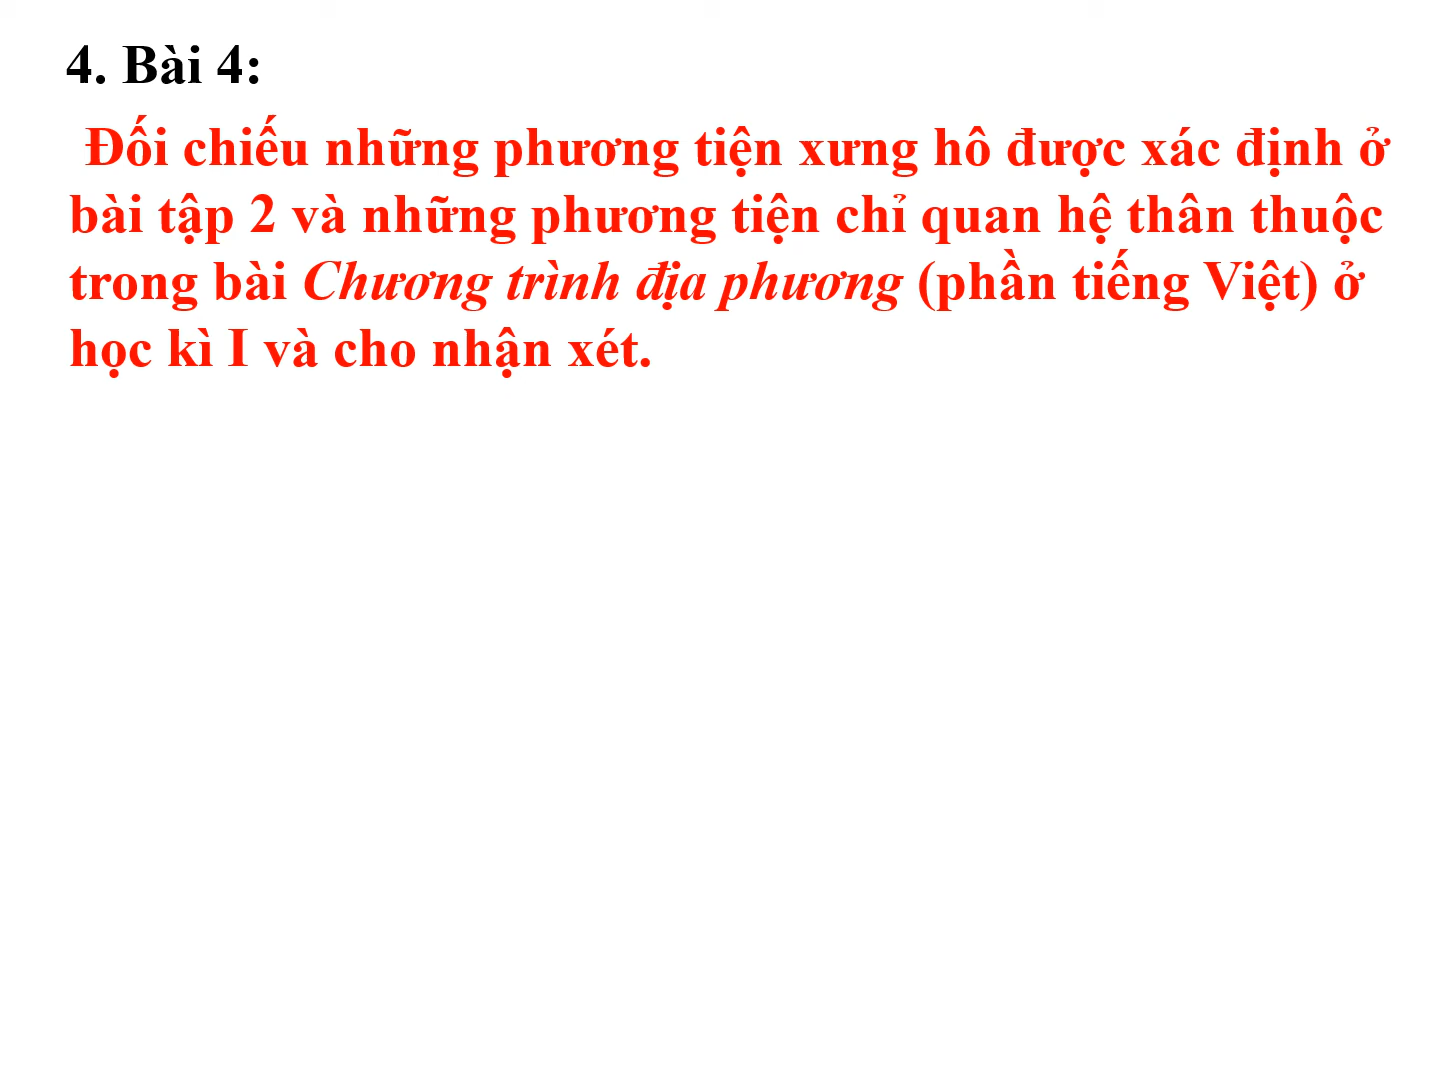 4. Bài 4:
Đối chiếu những phương tiện xưng hô được xác định ở
bài tập 2 và những phương tiện chỉ quan hệ thân thuộc
trong bài Chương trình địa phương (phần tiếng Việt) ở
học kì I và cho nhận xét.